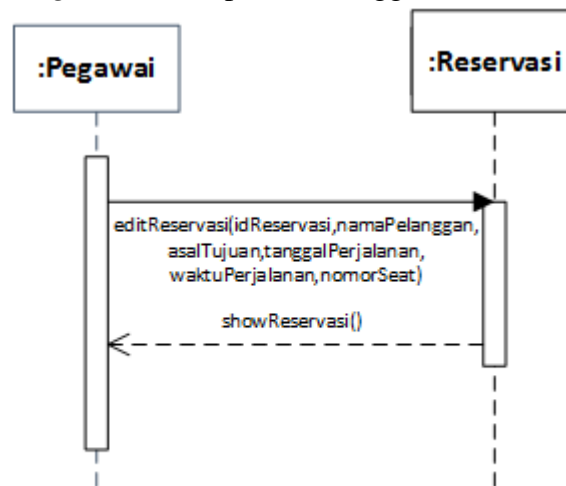 :Pegawai
:Reservasi
editReservasi(idReservasi,namaPelanggan,
asalTujuan,tanggalPerjalanan,
waktuPerjalanan,nomorSeat)
showReservasi()